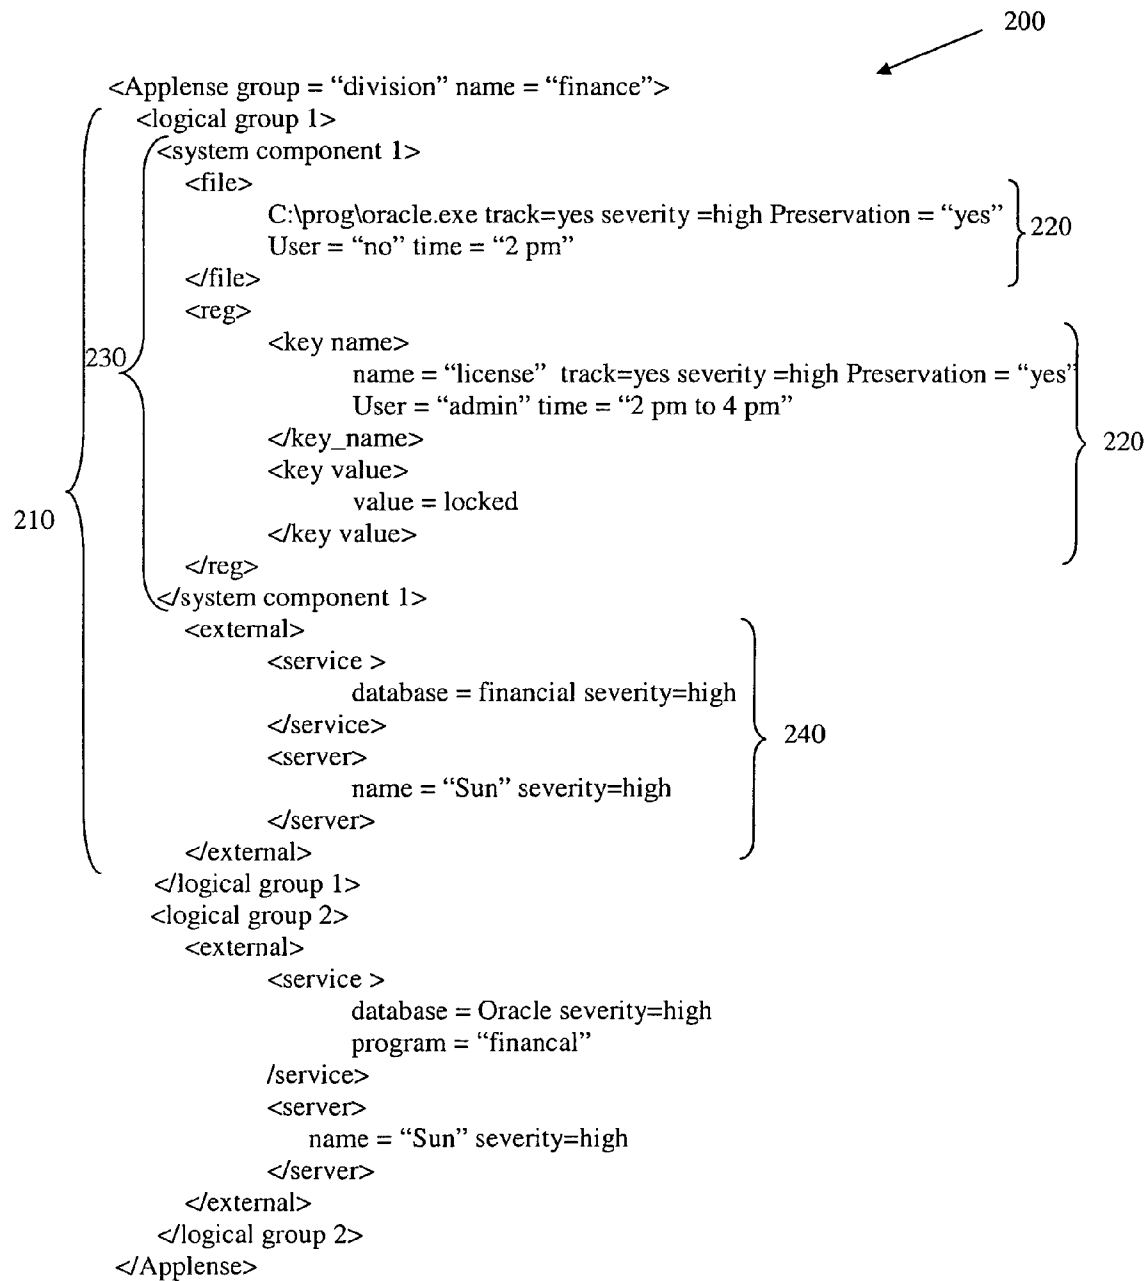 200
<Applense group = “division” name = “finance”>
<logical group 1>
<system component 1>
<file>
C:\prog\oracle.exe track=yes severity =high Preservation = “yes”
220
User = “no” time = “2 pm”
</file>
<reg>
<key name>
230
name = “license” track=yes severity =high Preservation = “yes”
User = “admin” time = “2 pm to 4 pm”
</key_name>
220
<key value>
value = locked
210
</key value>
</reg>
</system component 1>
<external>
<service >
database = financial severity=high
</service>
240
<server>
name = “Sun” severity=high
</server>
</external>
</logical group 1>
<logical group 2>
<external>
<service >
database = Oracle severity=high
program = “financal”
/service>
<server>
name = “Sun” severity=high
</server>
</external>
</logical group 2>
</Applense>